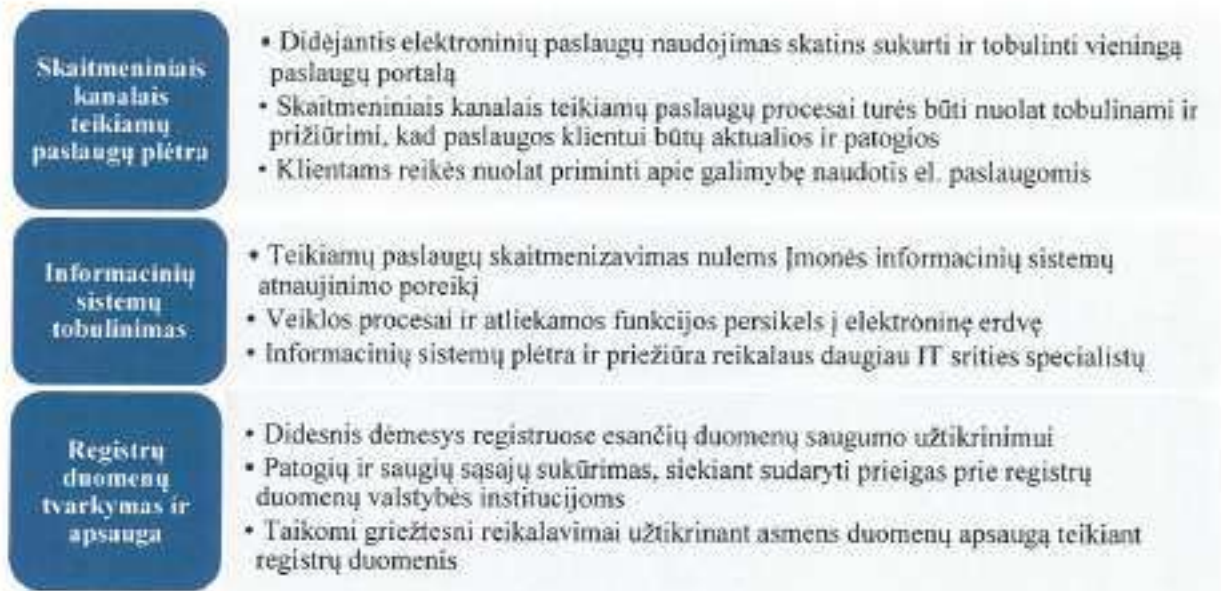 Skaitmeniniais
kanalais
teikiamų
paslaugų plėtra
• Didėjantis elektroninių paslaugų naudojimas skatins sukurti ir tobulinti vieningą
paslaugų portalą
• Skaitmeniniais kanalais teikiamų paslaugų procesai turės būti nuolat tobulinami ir
prižiūrimi, kad paslaugos klientui būtų aktualios ir patogios
• Klientams reikės nuolat priminti apie galimybę naudotis el. paslaugomis
Informacinių
sistemų
tobulinimas
• Teikiamų paslaugų skaitmenizavimas nulems Įmonės informacinių sistemų
atnaujinimo poreikį
• Veiklos procesai ir atliekamos funkcijos persikels į elektroninę erdvę
• Informacinių sistemų plėtra ir priežiūra reikalaus daugiau IT srities specialistų
Registrų
duomenų
tvarkymas ir
apsauga
• Didesnis dėmesys registruose esančių duomenų saugumo užtikrinimui
• Patogių ir saugių sąsajų sukūrimas, siekiant sudaryti prieigas prie registrų
duomenų valstybės institucijoms
• Taikomi griežtesni reikalavimai užtikrinant asmens duomenų apsaugą teikiant
registrų duomenis